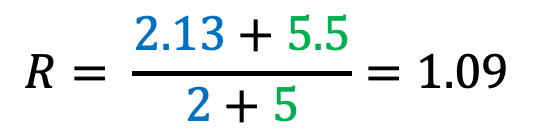 R = (2.13 + 5.5) / (2 + 5) = 1.09